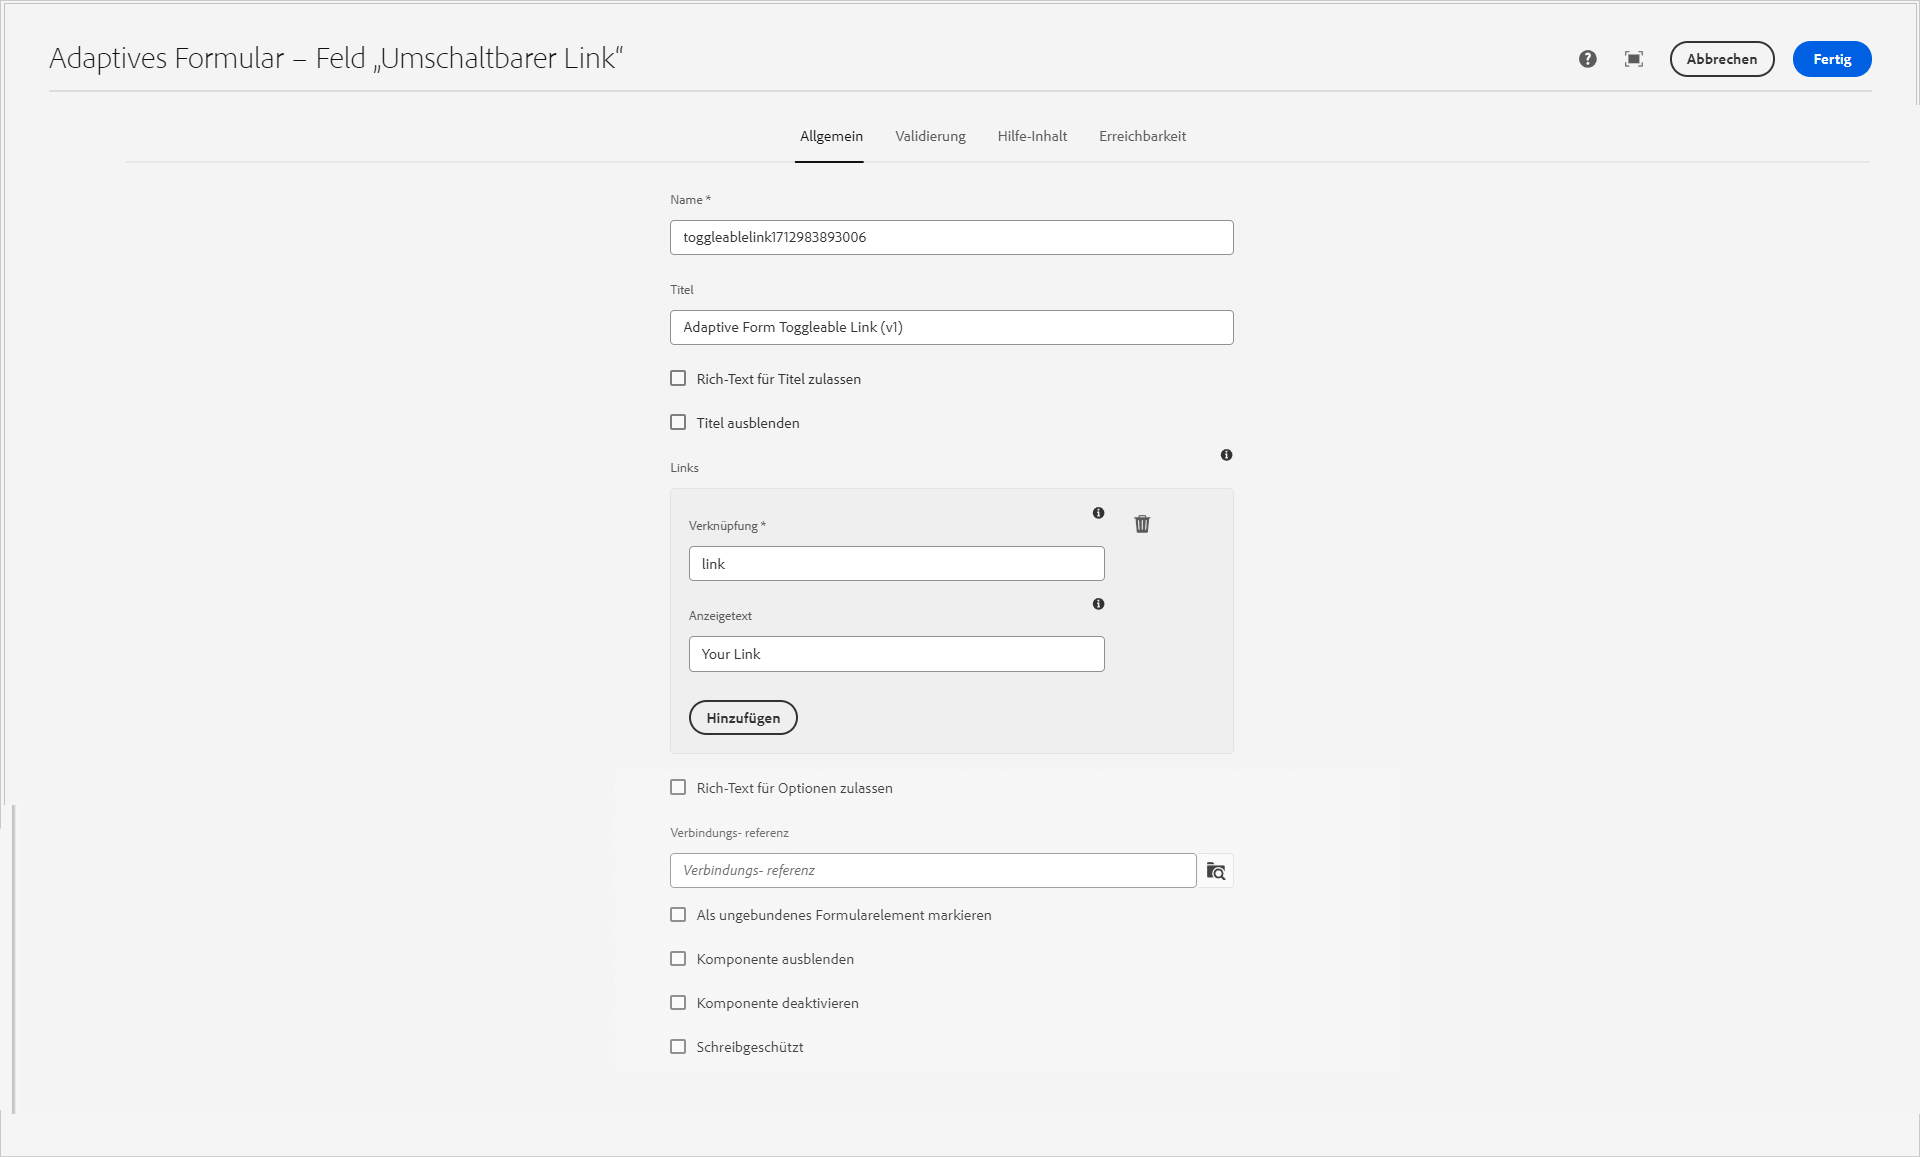 Adaptives Formular – Feld „Umschaltbarer Link“
Abbrechen
Fertig
Allgemein
Validierung
Hilfe-Inhalt
Erreichbarkeit
Name *
toggleablelink1712983893006
Titel
Adaptive Form Toggleable Link (v1)
Rich-Text für Titel zulassen
Titel ausblenden
Links
Verknüpfung *
link
Anzeigetext
Your Link
Hinzufügen
Rich-Text für Optionen zulassen
Verbindungs- referenz
Verbindungs- referenz
Als ungebundenes Formularelement markieren
Komponente ausblenden
Komponente deaktivieren
Schreibgeschützt